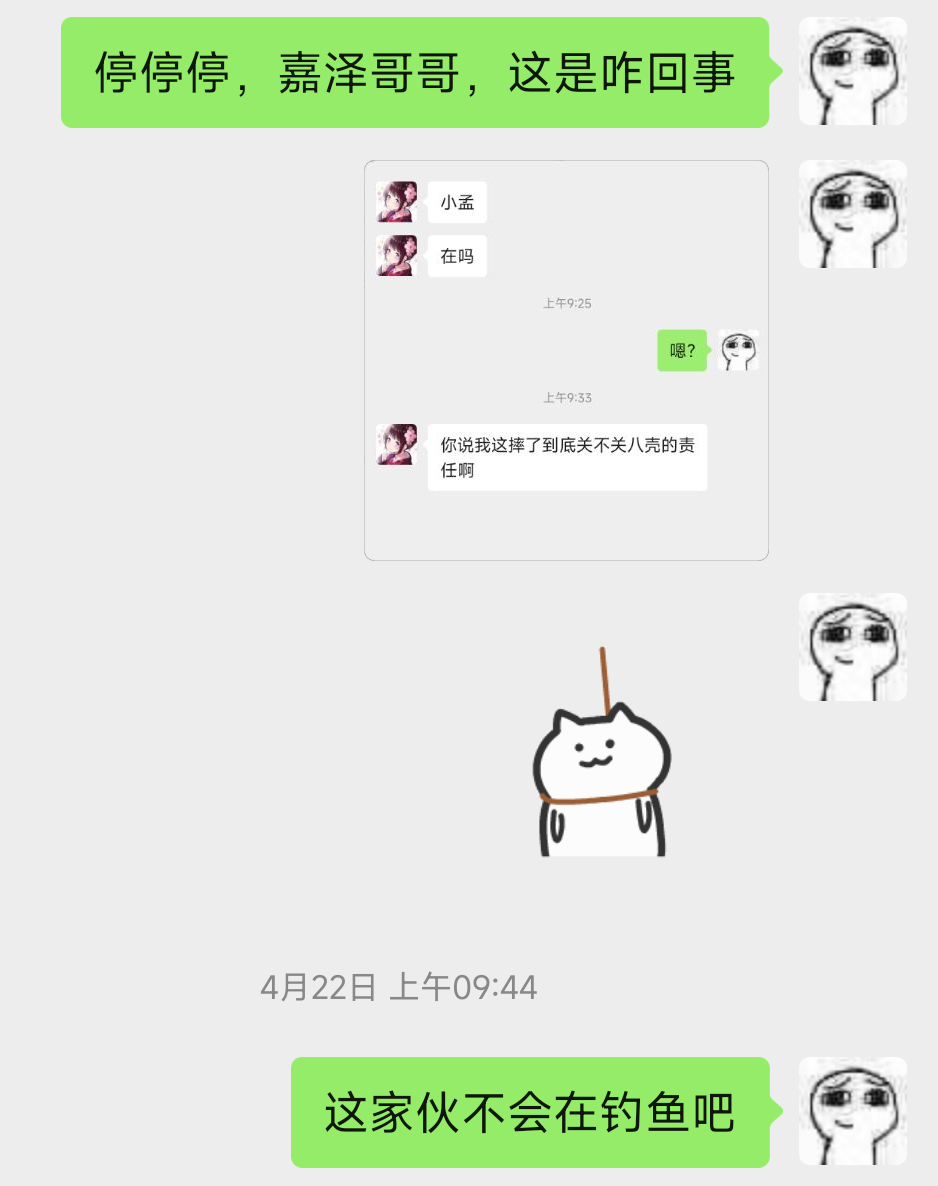 停停停，嘉泽哥哥，这是咋回事
小孟
在吗
上午9:25
嗯？
上午9:33
你说我这摔了到底关不关八壳的责
任啊
4月22日 上午09:44
这家伙不会在钓鱼吧